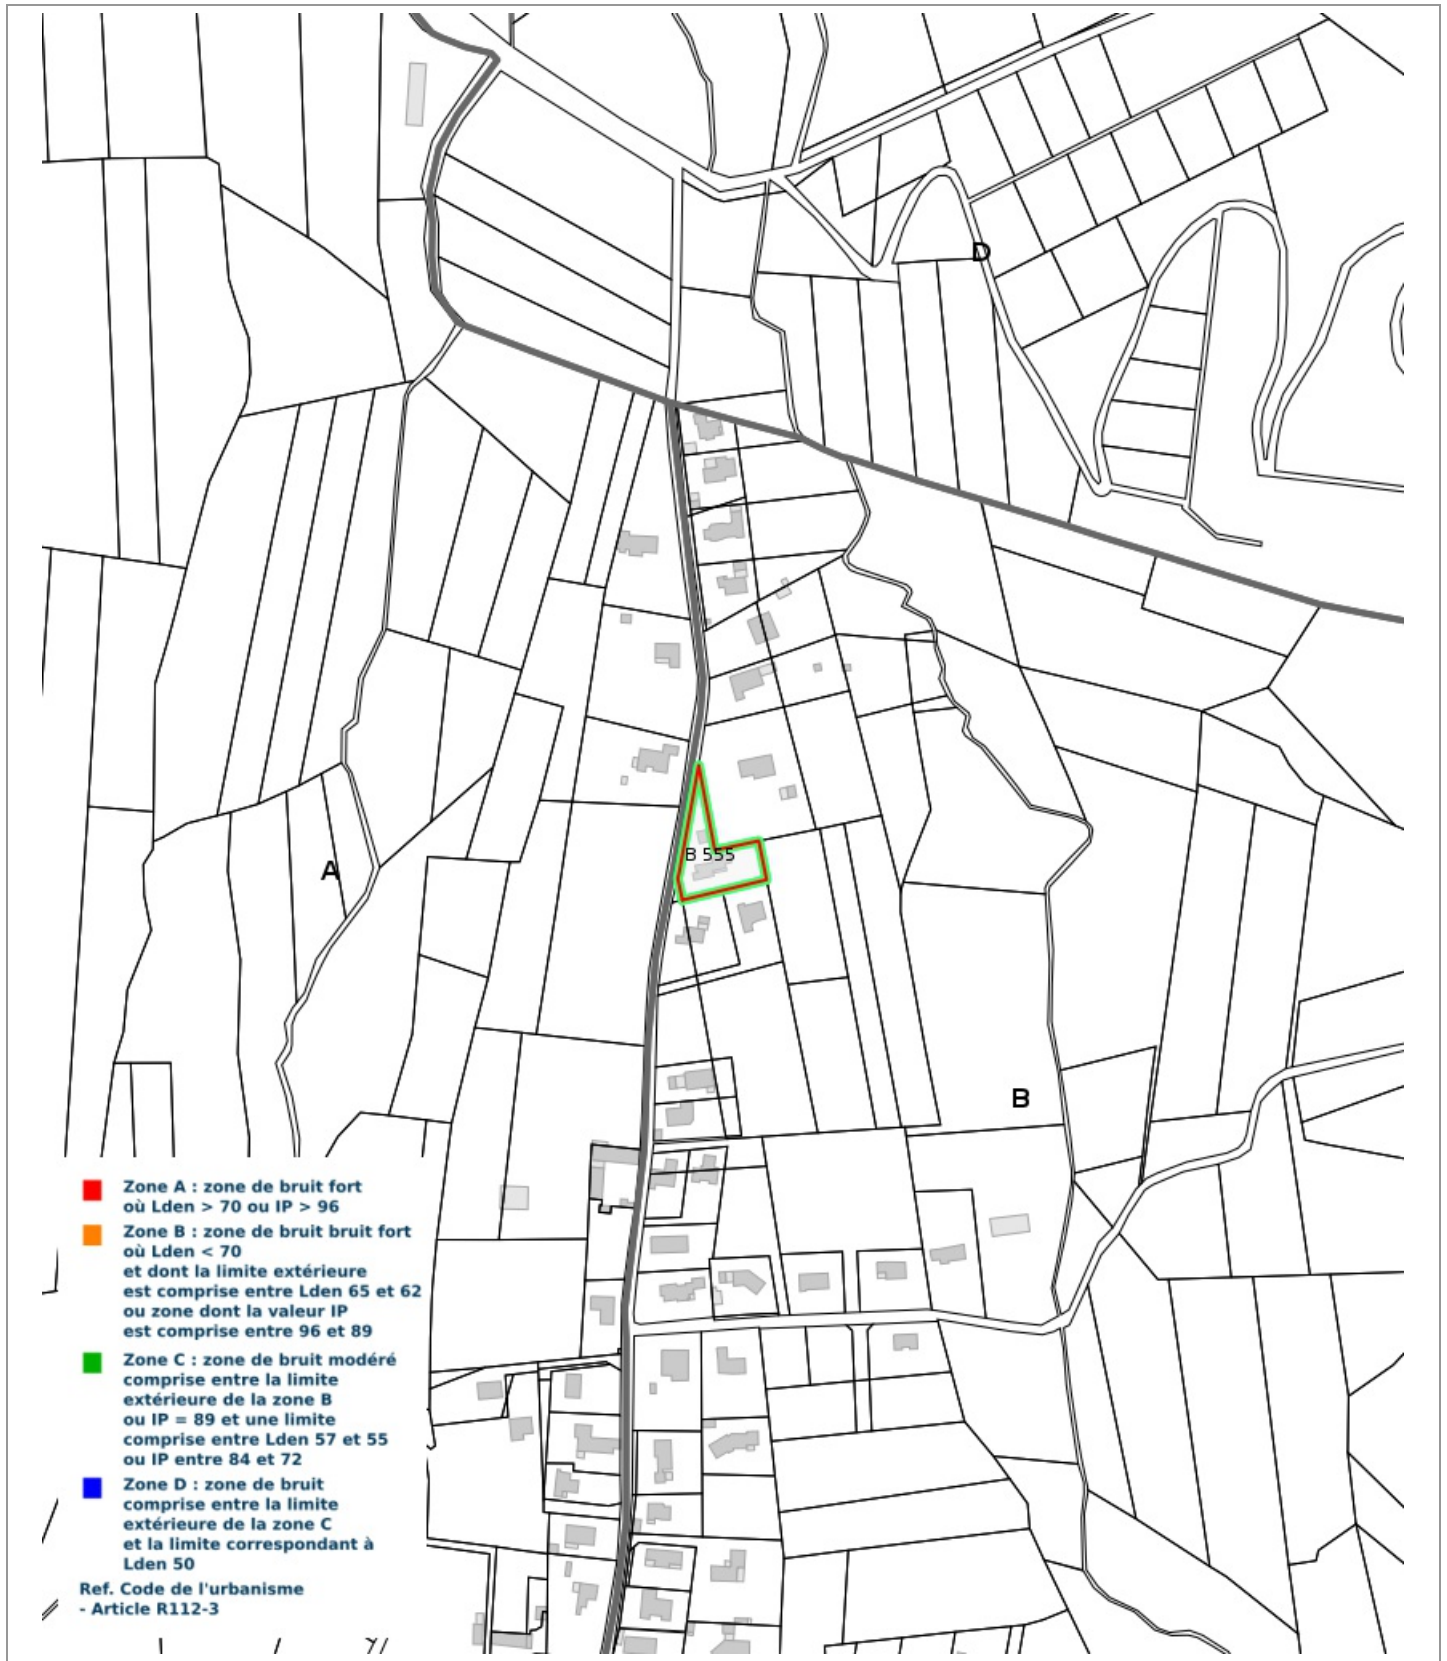 D
B 555
A
B
Zone A : zone de bruit fort
où Lden > 70 ou IP > 96
Zone B : zone de bruit bruit fort
où Lden < 70
et dont la limite extérieure
est comprise entre Lden 65 et 62
ou zone dont la valeur IP
est comprise entre 96 et 89
Zone C : zone de bruit modéré
comprise entre la limite
extérieure de la zone B
ou IP = 89 et une limite
comprise entre Lden 57 et 55
ou IP entre 84 et 72
Zone D : zone de bruit
comprise entre la limite
extérieure de la zone C
et la limite correspondant à
Lden 50
Ref. Code de l'urbanisme
- Article R112-3